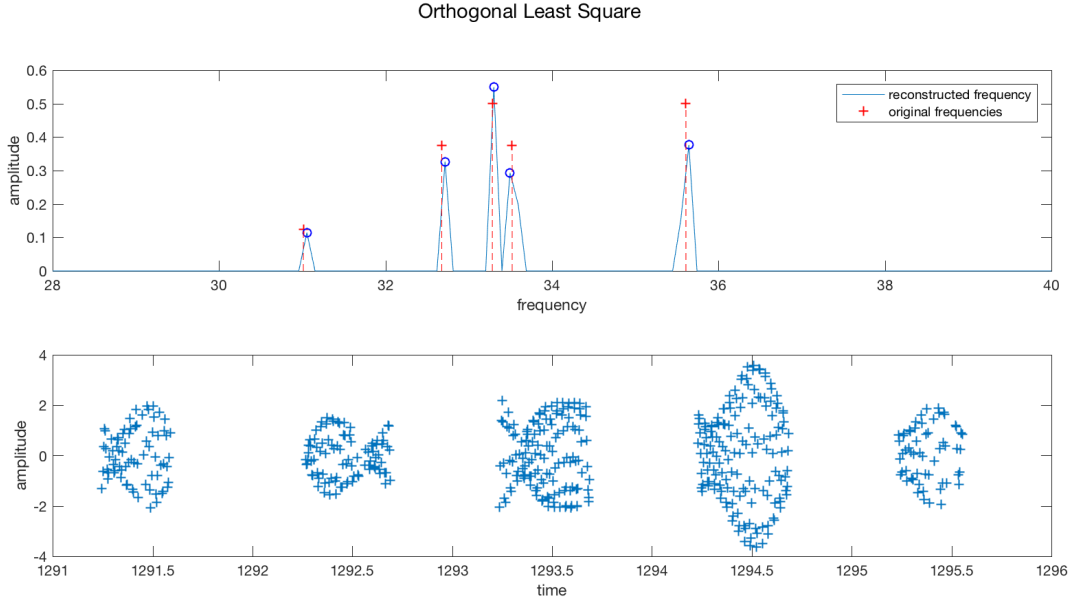 Orthogonal Least Square
0.6
0.5
0.4
0.3
0.2
0.1
0
amplitude
reconstructed frequency
original frequencies
28 30 32 34 36 38 40
frequency
4
2
0
-2
-4
amplitude
1291 1291.5 1292 1292.5 1293 1293.5 1294 1294.5 1295 1295.5 1296
time